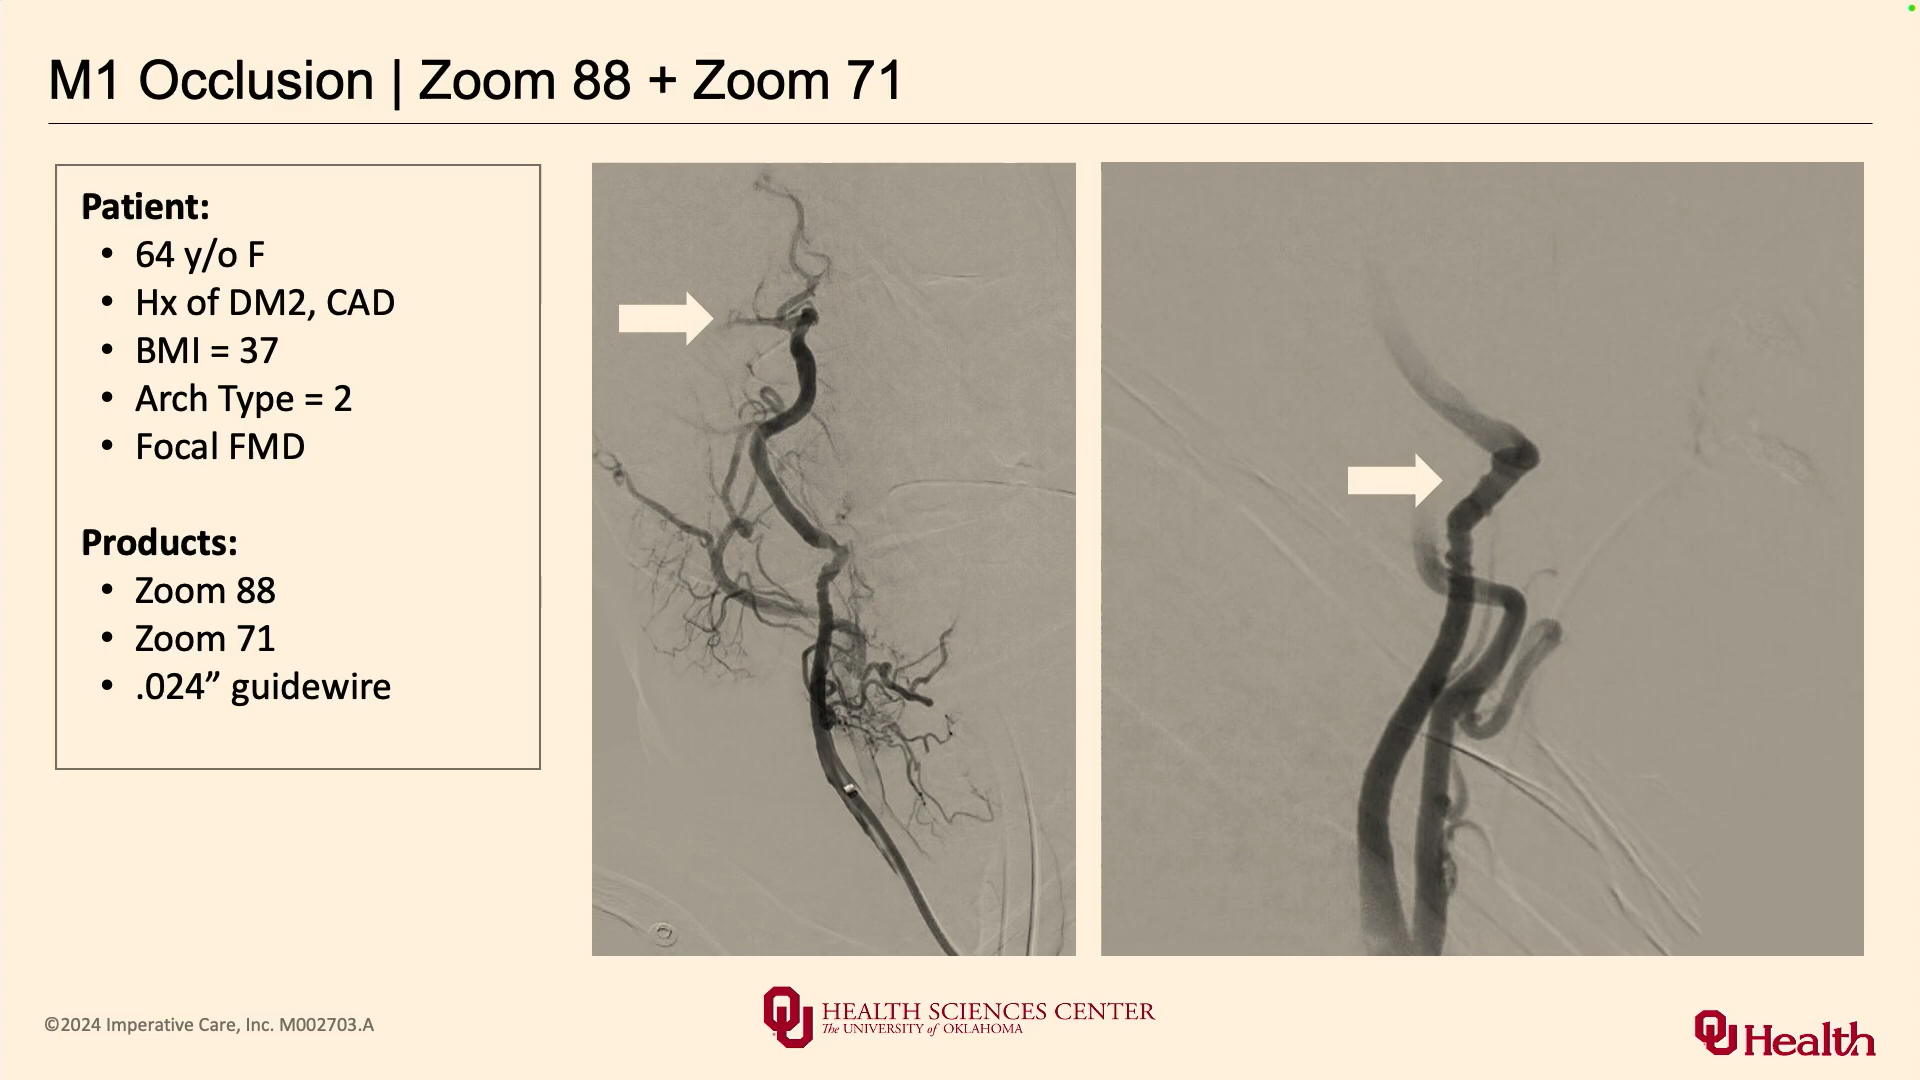 M1 Occlusion | Zoom 88 + Zoom 71
Patient:
• 64 y/o F
• Hx of DM2, CAD
• BMI = 37
• Arch Type = 2
• Focal FMD
Products:
• Zoom 88
• Zoom 71
• .024” guidewire
©2024 Imperative Care, Inc. M002703.A
HEALTH SCIENCES CENTER
The UNIVERSITY of OKLAHOMA
OU Health